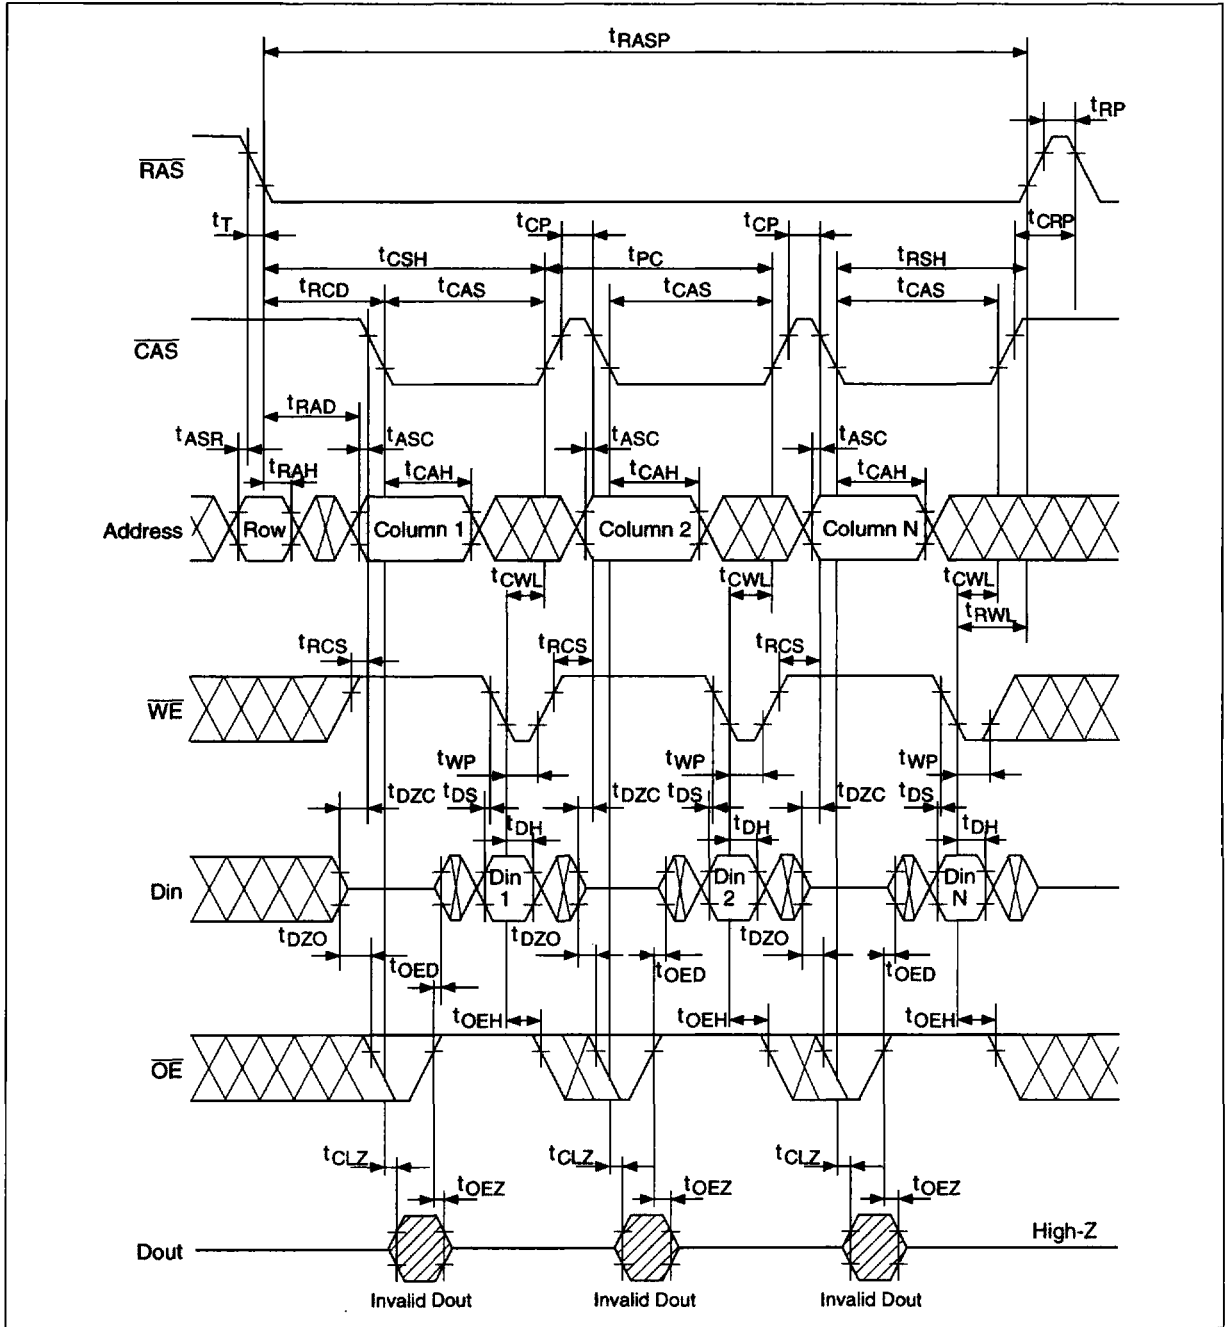 tRASP
tRP
RAS
tT
tCP
tCP
tCRP
tCSH
tPC
tRSH
tRCD
tCAS
tCAS
tCAS
CAS
tRAD
tASR
tASC
tASC
tASC
tRAH
tCAH
tCAH
tCAH
Address
Row
Column 1
Column 2
Column N
tCWL
tCWL
tCWL
tRWL
tRCS
tRCS
tRCS
WE
tWP
tWP
tWP
tDZC
tDS
tDZC
tDS
tDZC
tDS
tDH
tDH
tDH
Din
Din 1
Din 2
Din N
tDZO
tDZO
tDZO
tOED
tOED
tOED
tOEH
tOEH
tOEH
OE
tCLZ
tCLZ
tCLZ
tOEZ
tOEZ
tOEZ
Dout
High-Z
Invalid Dout
Invalid Dout
Invalid Dout